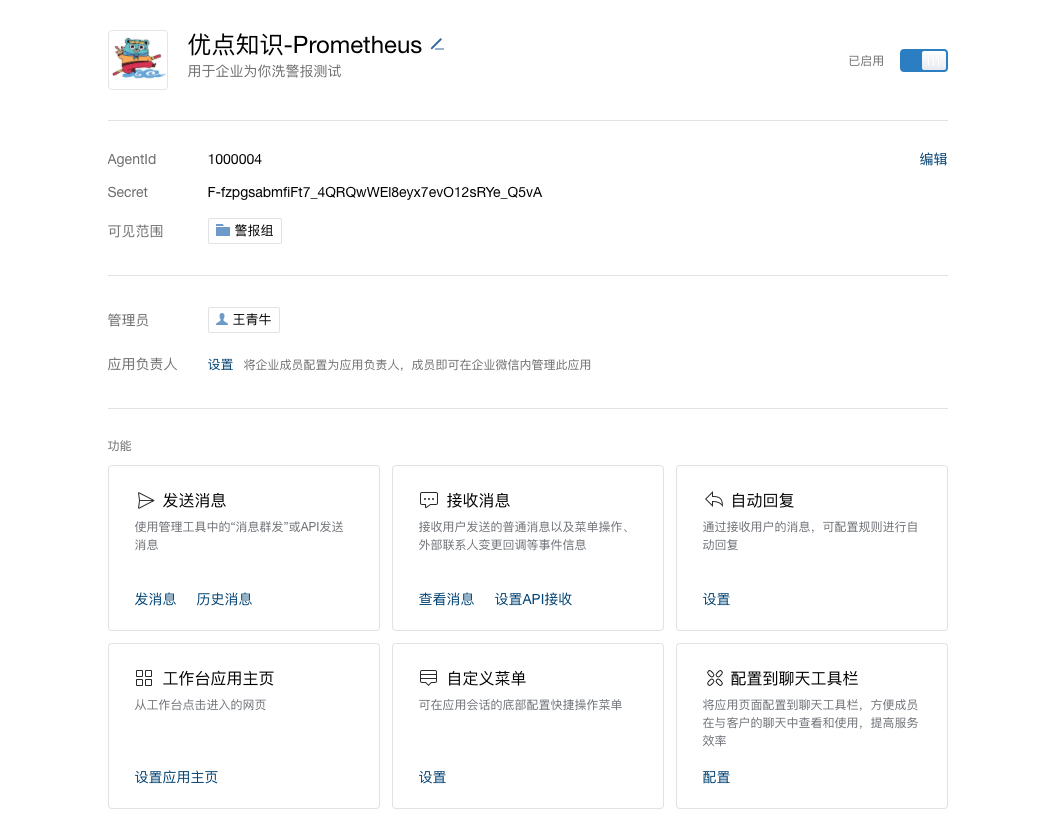 优点知识-Prometheus
用于企业为你洗警报测试
已启用
AgentId 1000004 编辑
Secret F-fzpgsabmfiFt7_4QRQwWEl8eyx7evO12sRYe_Q5vA
可见范围 警报组
管理员 王青牛
应用负责人 设置 将企业成员配置为应用负责人，成员即可在企业微信内管理此应用
功能
发送消息
使用管理工具中的“消息群发”或API发送
消息
发消息 历史消息
接收消息
接收用户发送的普通消息以及菜单操作、
外部联系人变更回调等事件信息
查看消息 设置API接收
自动回复
通过接收用户的消息，可配置规则进行自
动回复
设置
工作台应用主页
从工作台点击进入的网页
设置应用主页
自定义菜单
可在应用会话的底部配置快捷操作菜单
设置
配置到聊天工具栏
将应用页面配置到聊天工具栏，方便成员
在与客户的聊天中查看和使用，提高服务
效率
配置